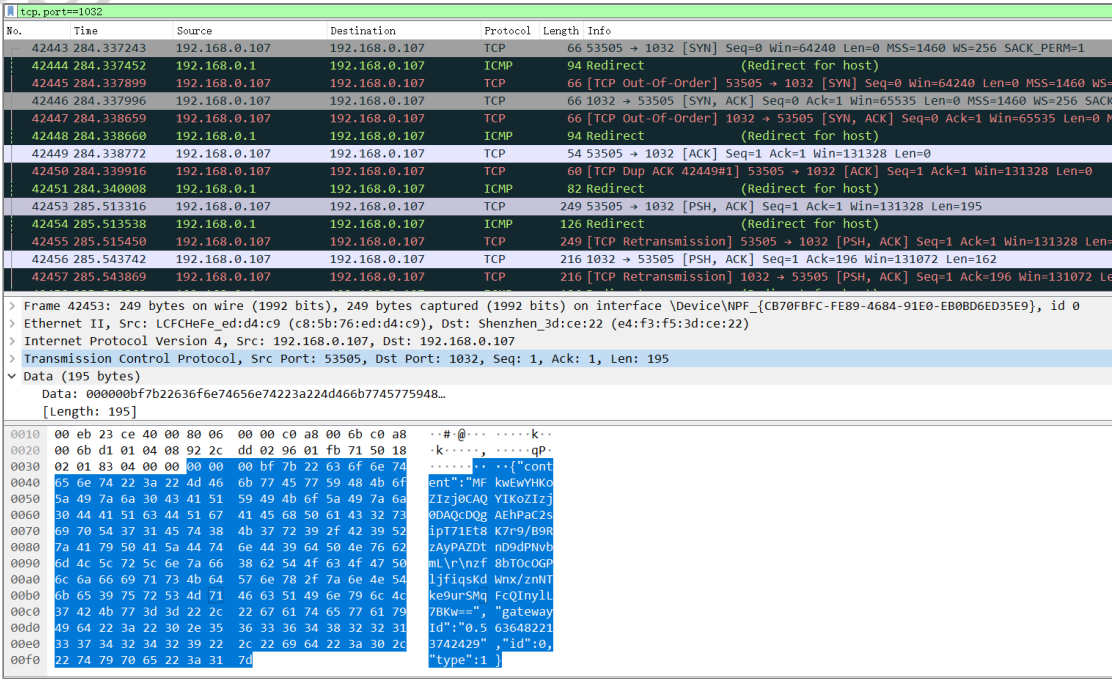 tcp.port==1032
No. Time Source Destination Protocol Length Info
42443 284.337243 192.168.0.107 192.168.0.107 TCP 66 53505 → 1032 [SYN] Seq=0 Win=64240 Len=0 MSS=1460 WS=256 SACK_PERM=1
42444 284.337452 192.168.0.1 192.168.0.107 ICMP 94 Redirect (Redirect for host)
42445 284.337899 192.168.0.107 192.168.0.107 TCP 66 [TCP Out-Of-Order] 53505 → 1032 [SYN] Seq=0 Win=64240 Len=0 MSS=1460 WS=
42446 284.337996 192.168.0.107 192.168.0.107 TCP 66 1032 → 53505 [SYN, ACK] Seq=0 Ack=1 Win=65535 Len=0 MSS=1460 WS=256 SACK
42447 284.338659 192.168.0.107 192.168.0.107 TCP 66 [TCP Out-Of-Order] 1032 → 53505 [SYN, ACK] Seq=0 Ack=1 Win=65535 Len=0 M
42448 284.338660 192.168.0.1 192.168.0.107 ICMP 94 Redirect (Redirect for host)
42449 284.338772 192.168.0.107 192.168.0.107 TCP 54 53505 → 1032 [ACK] Seq=1 Ack=1 Win=131328 Len=0
42450 284.339916 192.168.0.107 192.168.0.107 TCP 60 [TCP Dup ACK 42449#1] 53505 → 1032 [ACK] Seq=1 Ack=1 Win=131328 Len=0
42451 284.340008 192.168.0.1 192.168.0.107 ICMP 82 Redirect (Redirect for host)
42453 285.513316 192.168.0.107 192.168.0.107 TCP 249 53505 → 1032 [PSH, ACK] Seq=1 Ack=1 Win=131328 Len=195
42454 285.513538 192.168.0.1 192.168.0.107 ICMP 126 Redirect (Redirect for host)
42455 285.515450 192.168.0.107 192.168.0.107 TCP 249 [TCP Retransmission] 53505 → 1032 [PSH, ACK] Seq=1 Ack=1 Win=131328 Len=
42456 285.543742 192.168.0.107 192.168.0.107 TCP 216 1032 → 53505 [PSH, ACK] Seq=1 Ack=196 Win=131072 Len=162
42457 285.543869 192.168.0.107 192.168.0.107 TCP 216 [TCP Retransmission] 1032 → 53505 [PSH, ACK] Seq=1 Ack=196 Win=131072 Le
> Frame 42453: 249 bytes on wire (1992 bits), 249 bytes captured (1992 bits) on interface \Device\NPF_{CB70FBFC-FE89-4684-91E0-EB0BD6ED35E9}, id 0
> Ethernet II, Src: LCFCHeFe_ed:d4:c9 (c8:5b:76:ed:d4:c9), Dst: Shenzhen_3d:ce:22 (e4:f3:f5:3d:ce:22)
> Internet Protocol Version 4, Src: 192.168.0.107, Dst: 192.168.0.107
> Transmission Control Protocol, Src Port: 53505, Dst Port: 1032, Seq: 1, Ack: 1, Len: 195
Data (195 bytes)
Data: 000000bf7b22636f6e74656e74223a224d466b7745775948…
[Length: 195]
0010 00 eb 23 ce 40 00 80 06 00 00 c0 a8 00 6b c0 a8 ··#·@··· ·····k··
0020 00 6b d1 01 04 08 92 2c dd 02 96 01 fb 71 50 18 ·k·····, ·····qP·
0030 02 01 83 04 00 00 00 00 00 bf 7b 22 63 6f 6e 74 ········ ··{"cont
0040 65 6e 74 22 3a 22 4d 46 6b 77 45 77 59 48 4b 6f ent":"MF kwEwYHKo
0050 5a 49 7a 6a 30 43 41 51 59 49 4b 6f 5a 49 7a 6a ZIzj0CAQ YIKoZIzj
0060 30 44 41 51 63 44 51 67 41 45 68 50 61 43 32 73 0DAQcDQg AEhPaC2s
0070 69 70 54 37 31 45 74 38 4b 37 72 39 2f 42 39 52 ipT71Et8 K7r9/B9R
0080 7a 41 79 50 41 5a 44 74 6e 44 39 64 50 4e 76 62 zAyPAZDt nD9dPNvb
0090 6d 4c 5c 72 5c 6e 7a 66 38 62 54 4f 63 4f 47 50 mL\r\nzf 8bTOcOGP
00a0 6c 6a 66 69 71 73 4b 64 57 6e 78 2f 7a 6e 4e 54 ljfiqsKd Wnx/znNT
00b0 6b 65 39 75 72 53 4d 71 46 63 51 49 6e 79 6c 4c ke9urSMq FcQInylL
00c0 37 42 4b 77 3d 3d 22 2c 22 67 61 74 65 77 61 79 7BKw==", "gateway
00d0 49 64 22 3a 22 30 2e 35 36 33 36 34 38 32 32 31 Id":"0.5 63648221
00e0 33 37 34 32 34 32 39 22 2c 22 69 64 22 3a 30 2c 3742429" ,"id":0,
00f0 22 74 79 70 65 22 3a 31 7d "type":1 }